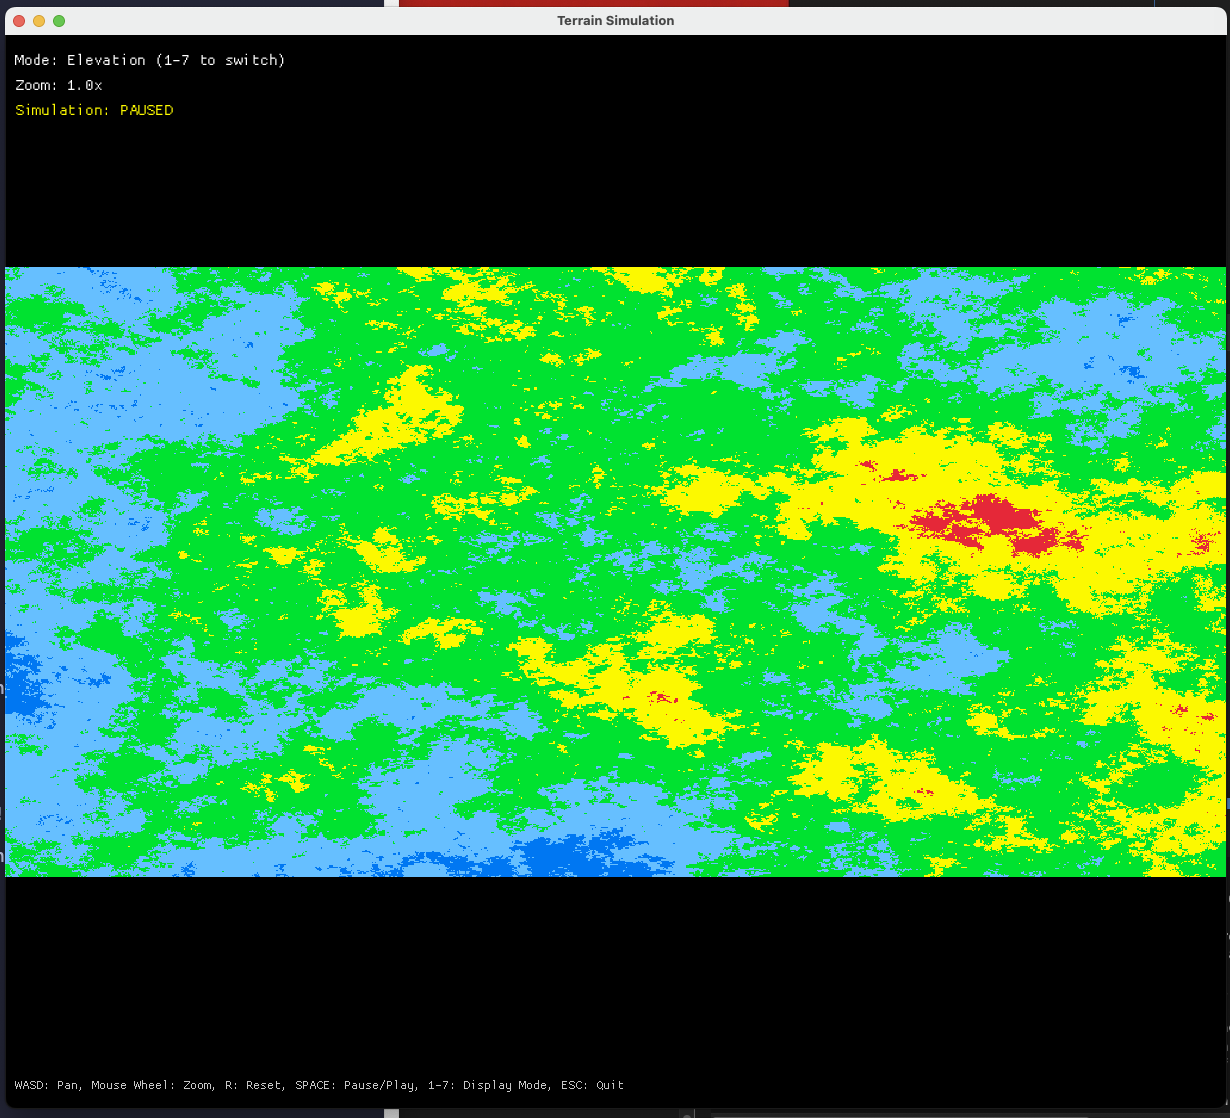 Terrain Simulation
Mode: Elevation (1-7 to switch)
Zoom: 1.0x
Simulation: PAUSED
WASD: Pan, Mouse Wheel: Zoom, R: Reset, SPACE: Pause/Play, 1-7: Display Mode, ESC: Quit